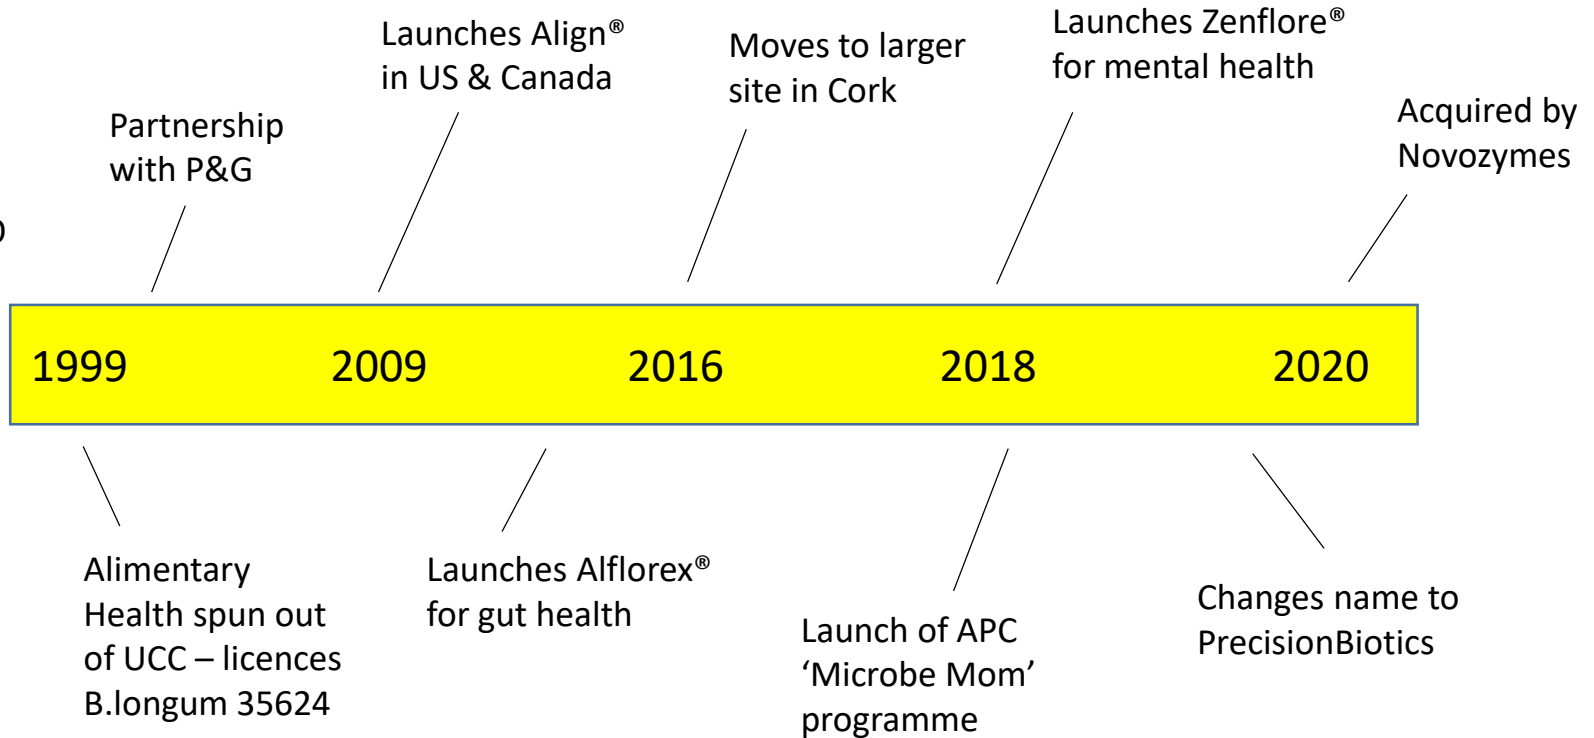 Launches Align®
in US & Canada
Moves to larger
site in Cork
Launches Zenflore®
for mental health
Partnership
with P&G
Acquired by
Novozymes
1999
2009
2016
2018
2020
Alimentary
Health spun out
of UCC – licences
B.longum 35624
Launches Alflorex®
for gut health
Launch of APC
‘Microbe Mom’
programme
Changes name to
PrecisionBiotics